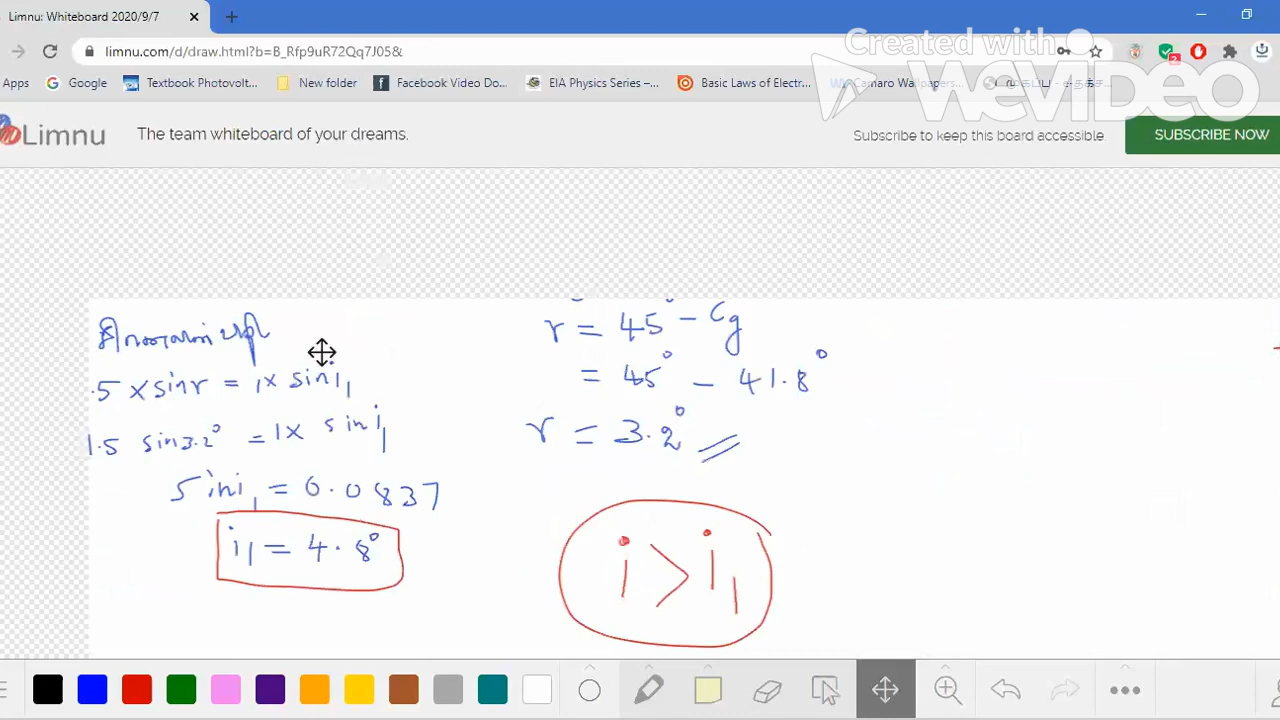 Limnu: Whiteboard 2020/9/7
limnu.com/d/draw.html?b=B_Rfp9uR72Qq7J05&
Created with
WEVIDEO
Apps
Google
Textbook Photovolt...
New folder
Facebook Video Do...
EIA Physics Series –...
Basic Laws of Electr...
Camaro Wallpapers...
Limnu
The team whiteboard of your dreams.
Subscribe to keep this board accessible.
SUBSCRIBE NOW
.5 × sin r = 1× sin i₁
1.5 sin 3.2° = 1× sin i₁
sin i₁ = 0.0837
i₁ = 4.8°
r = 45° – Cg
= 45° – 41.8°
r = 3.2°
i > i₁